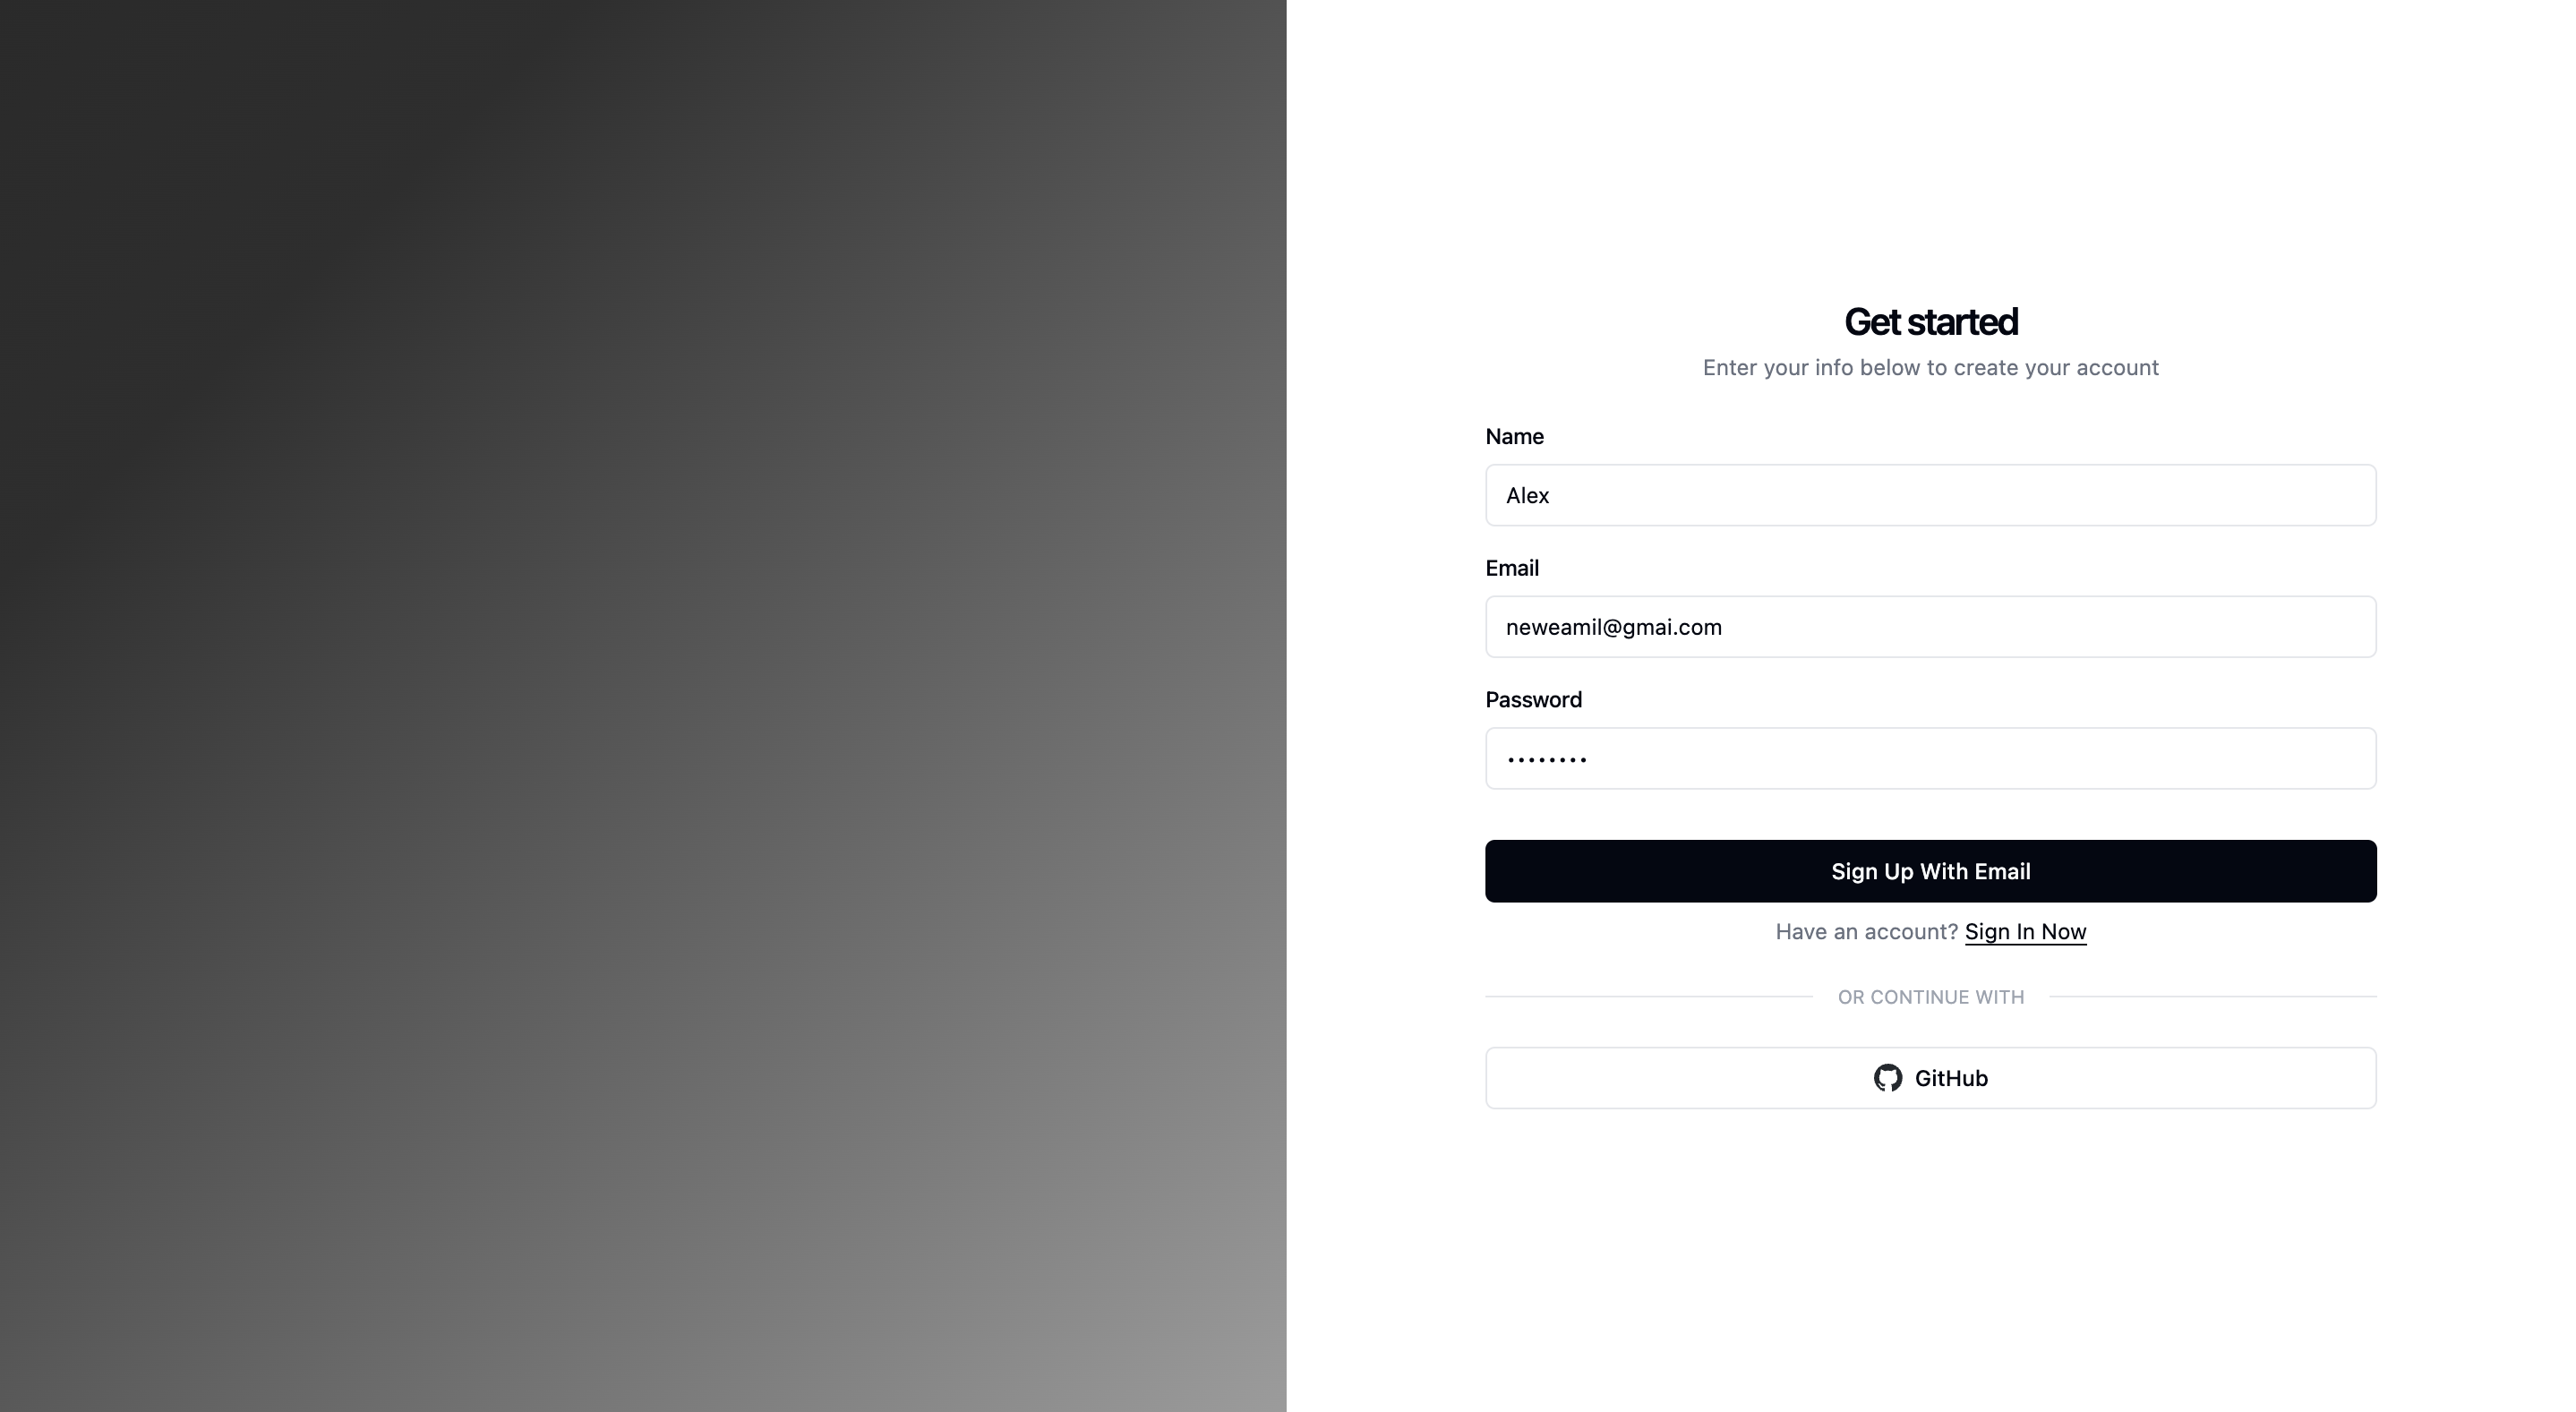 Get started
Enter your info below to create your account
Name
Alex
Email
neweamil@gmai.com
Password
••••••••
Sign Up With Email
Have an account? Sign In Now
OR CONTINUE WITH
GitHub